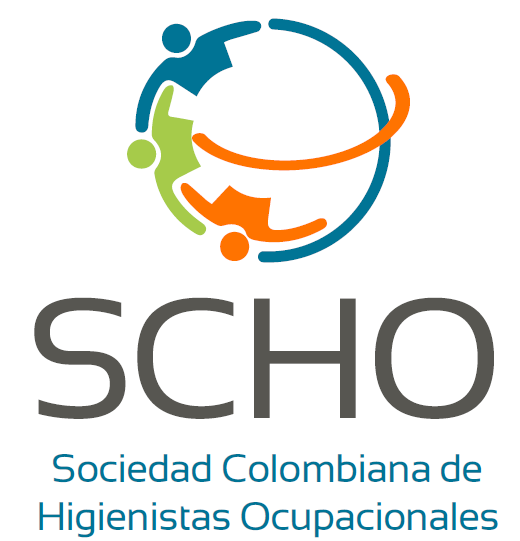 SCHO
Sociedad Colombiana de
Higienistas Ocupacionales